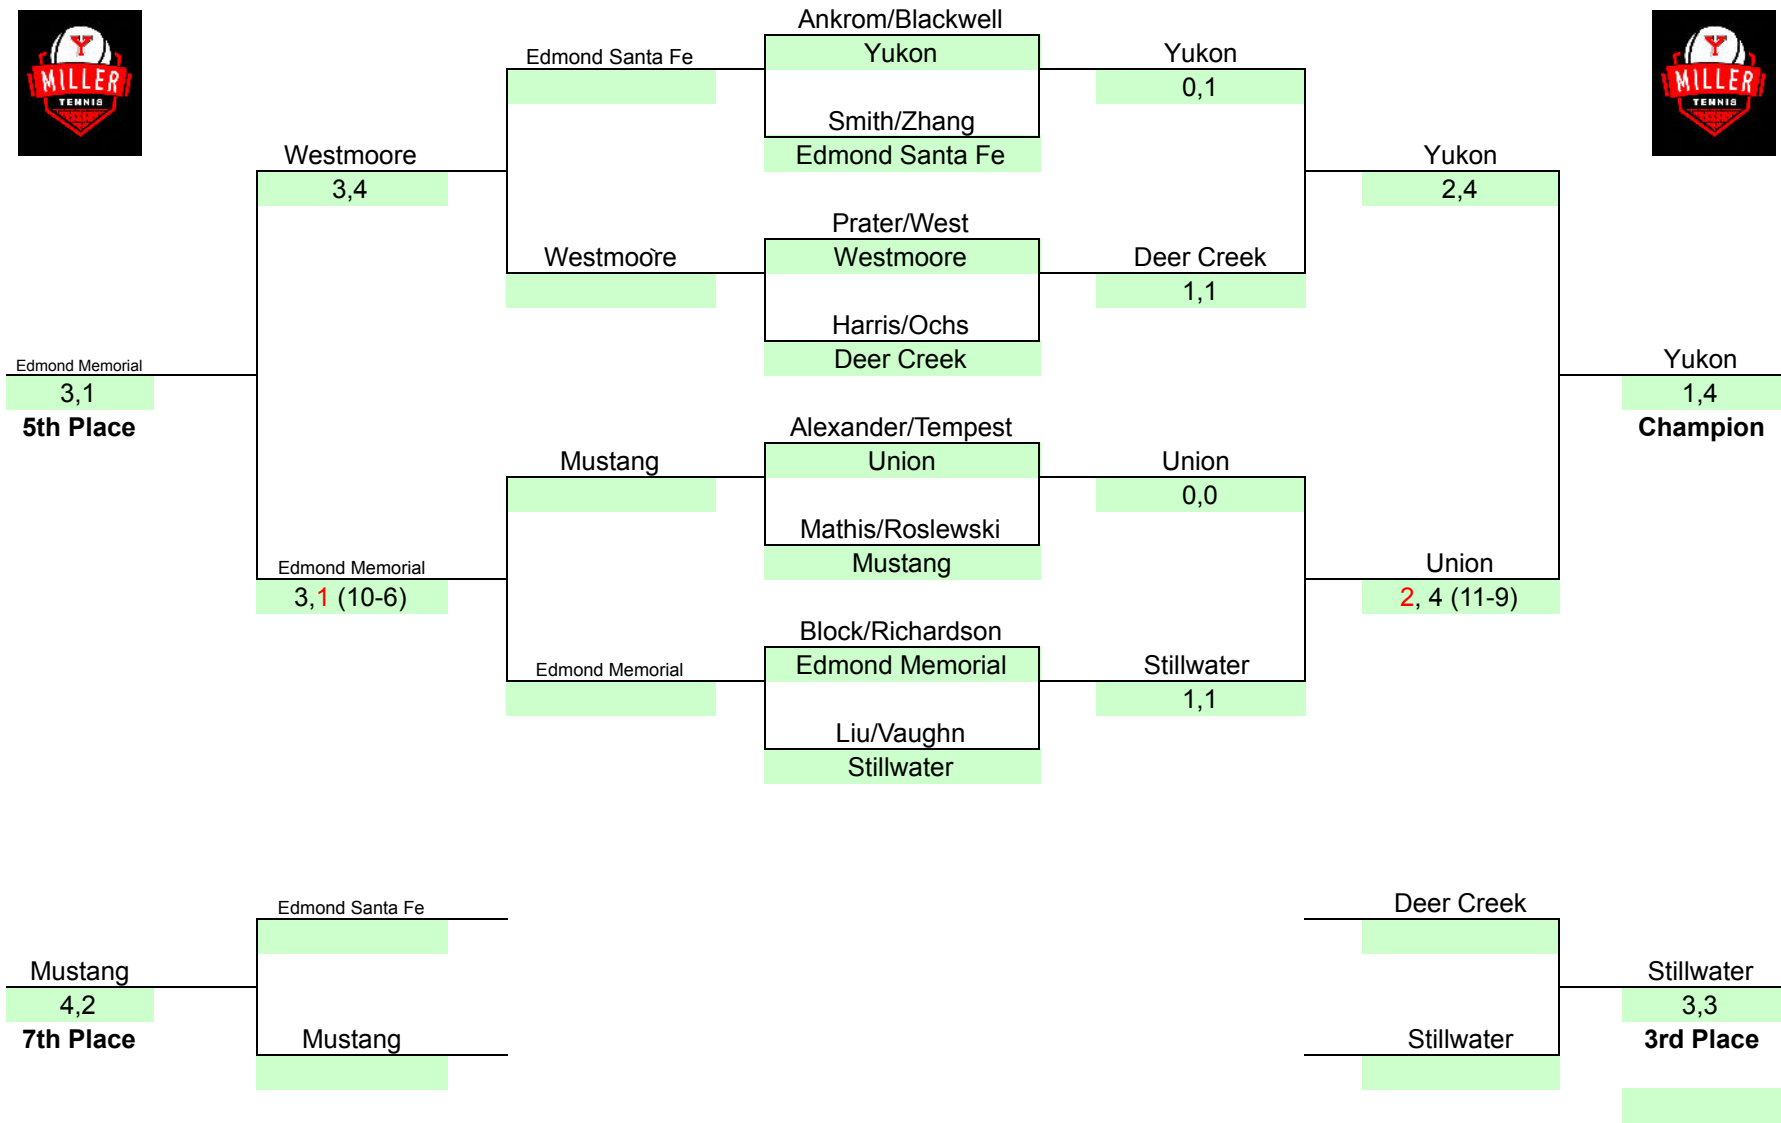 Y
MILLER
TENNIS
Y
MILLER
TENNIS
Ankrom/Blackwell
Edmond Santa Fe
Yukon
Yukon
0,1
Smith/Zhang
Westmoore
Edmond Santa Fe
Yukon
3,4
2,4
Prater/West
Westmoòre
Westmoore
Deer Creek
1,1
Harris/Ochs
Edmond Memorial
Deer Creek
Yukon
3,1
1,4
5th Place
Alexander/Tempest
Champion
Mustang
Union
Union
0,0
Mathis/Roslewski
Edmond Memorial
Mustang
Union
3,1 (10-6)
2, 4 (11-9)
Block/Richardson
Edmond Memorial
Edmond Memorial
Stillwater
1,1
Liu/Vaughn
Stillwater
Edmond Santa Fe
Deer Creek
Mustang
Stillwater
4,2
3,3
7th Place
Mustang
Stillwater
3rd Place